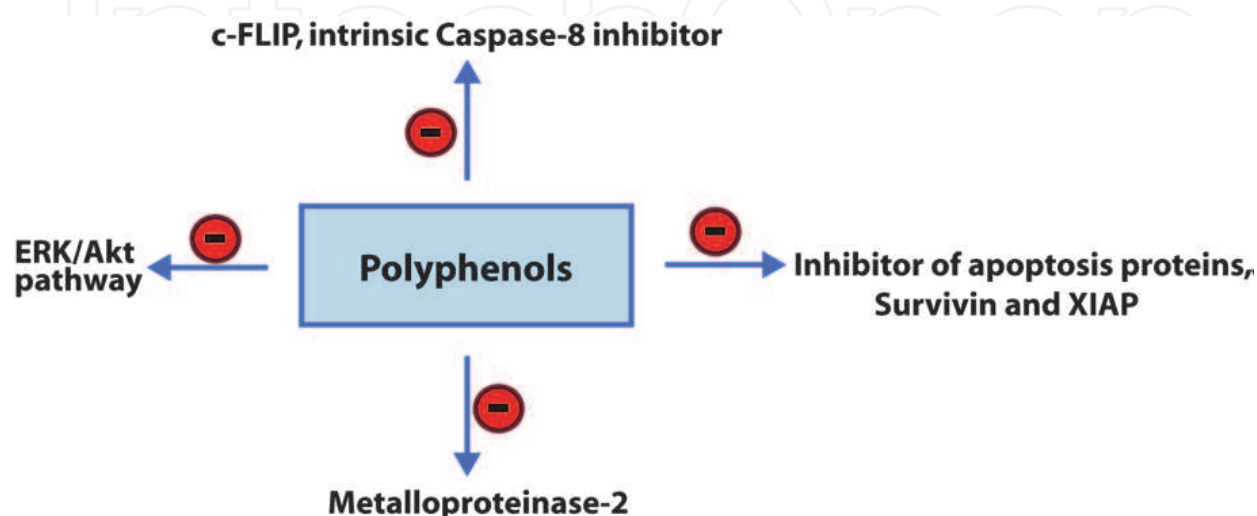 c-FLIP, intrinsic Caspase-8 inhibitor
ERK/Akt
pathway
Polyphenols
Inhibitor of apoptosis proteins,
Survivin and XIAP
Metalloproteinase-2